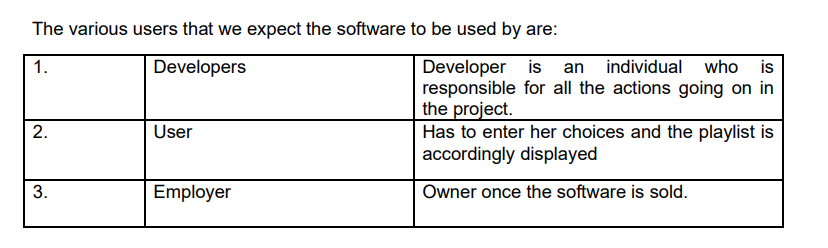 The various users that we expect the software to be used by are:
1. Developers Developer is an individual who is
responsible for all the actions going on in
the project.
2. User Has to enter her choices and the playlist is
accordingly displayed
3. Employer Owner once the software is sold.